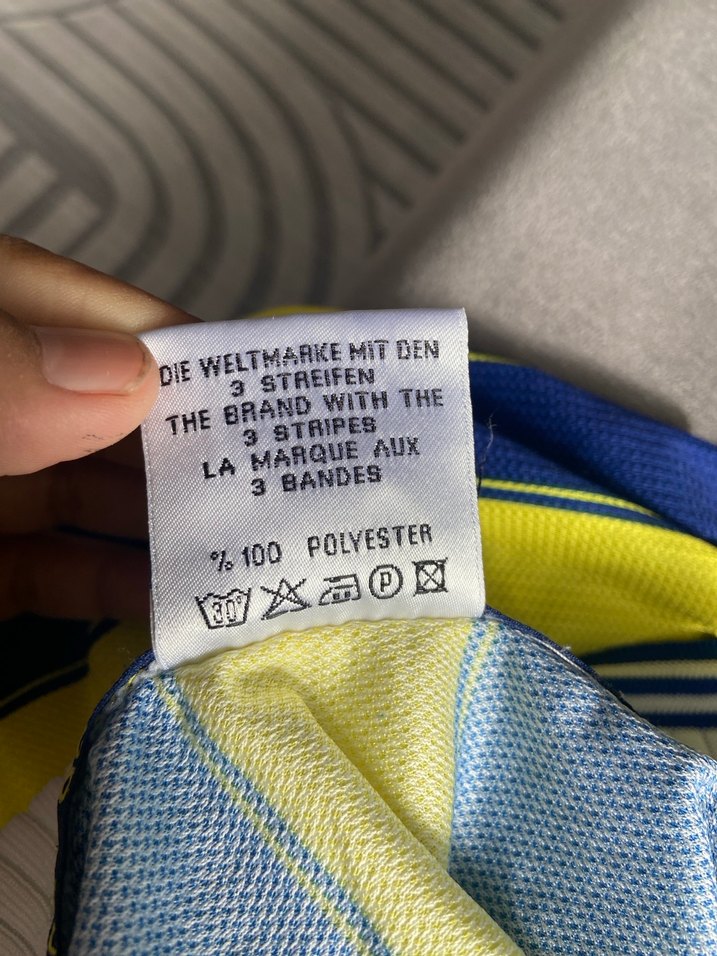 DIE WELTMARKE MIT DEN
3 STREIFEN
THE BRAND WITH THE
3 STRIPES
LA MARQUE AUX
3 BANDES
% 100 POLYESTER
30° P